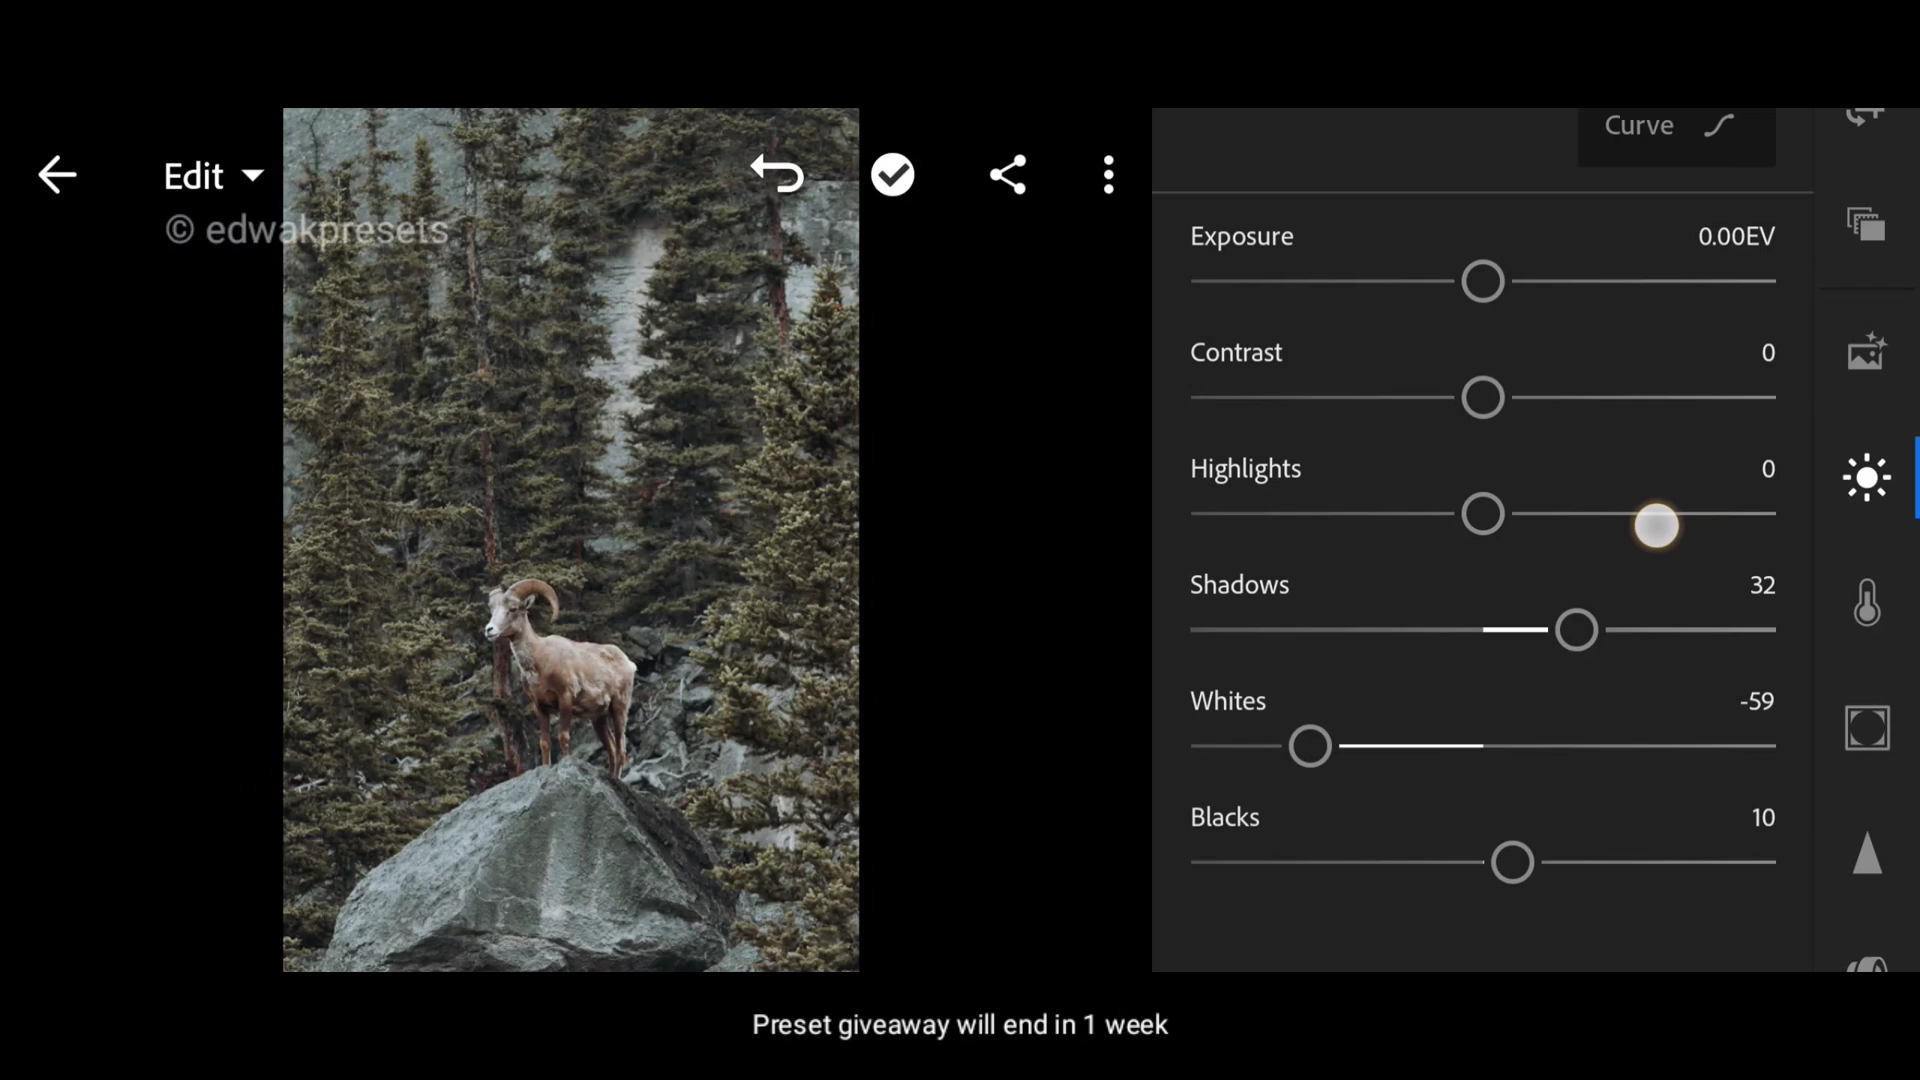 Edit
© edwakpresets
Curve
Exposure 0.00EV
Contrast 0
Highlights 0
Shadows 32
Whites -59
Blacks 10
Preset giveaway will end in 1 week